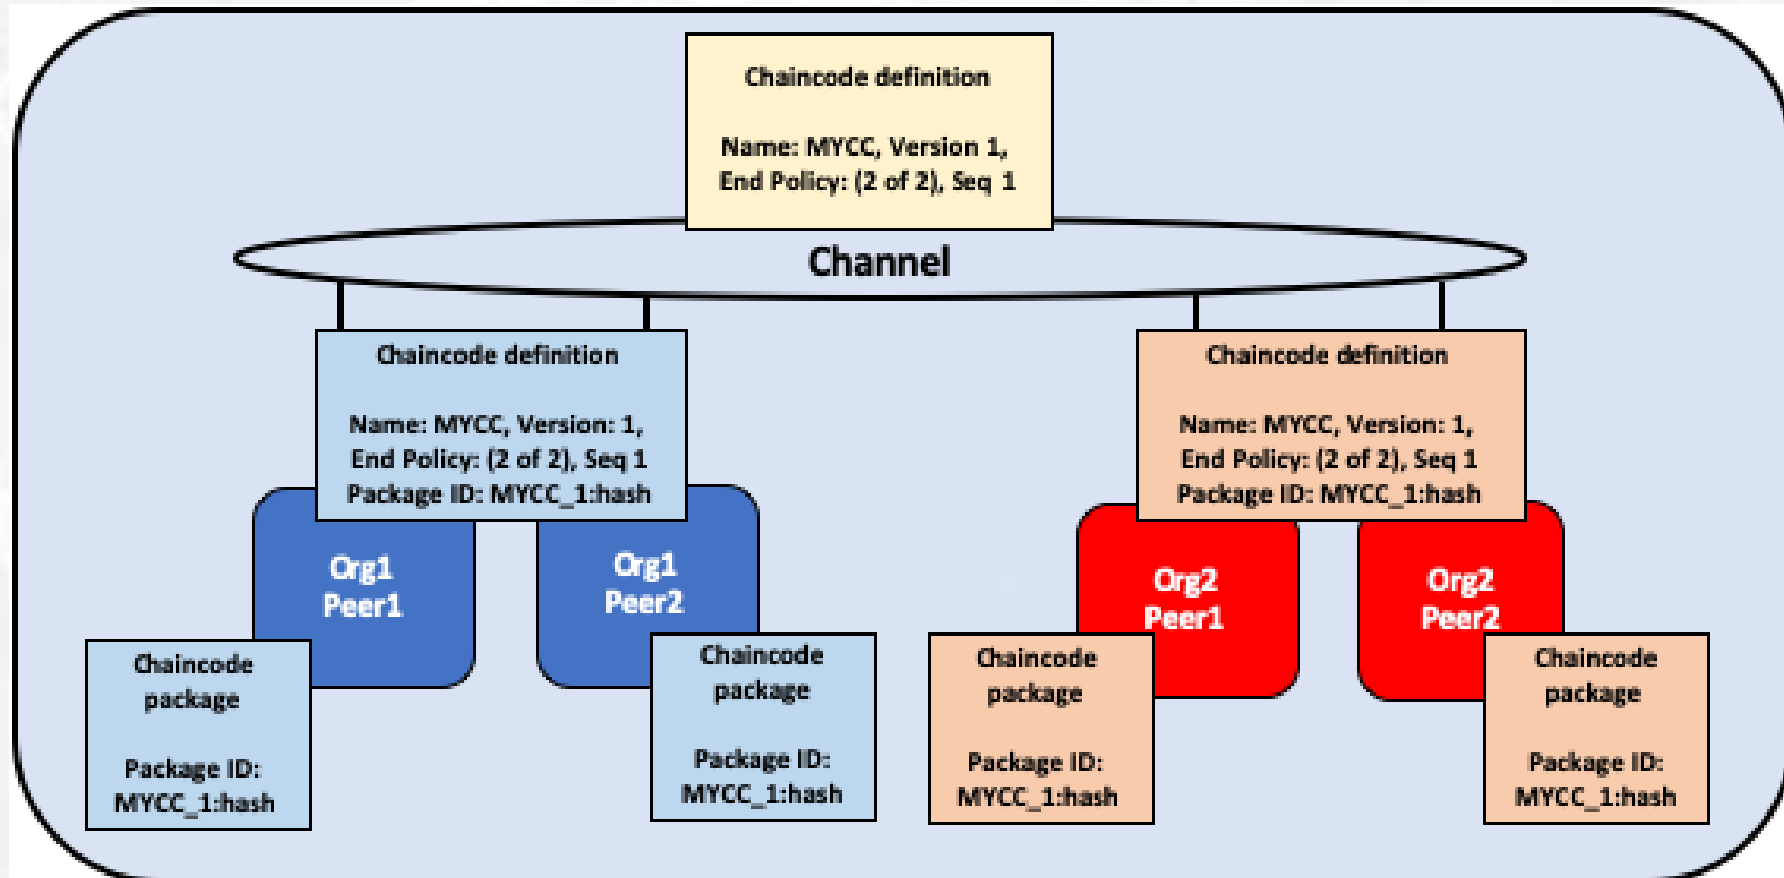 Chaincode definition
Name: MYCC, Version 1,
End Policy: (2 of 2), Seq 1
Channel
Chaincode definition
Name: MYCC, Version: 1,
End Policy: (2 of 2), Seq 1
Package ID: MYCC_1:hash
Chaincode definition
Name: MYCC, Version: 1,
End Policy: (2 of 2), Seq 1
Package ID: MYCC_1:hash
Org1
Peer1
Org1
Peer2
Org2
Peer1
Org2
Peer2
Chaincode
package
Package ID:
MYCC_1:hash
Chaincode
package
Package ID:
MYCC_1:hash
Chaincode
package
Package ID:
MYCC_1:hash
Chaincode
package
Package ID:
MYCC_1:hash